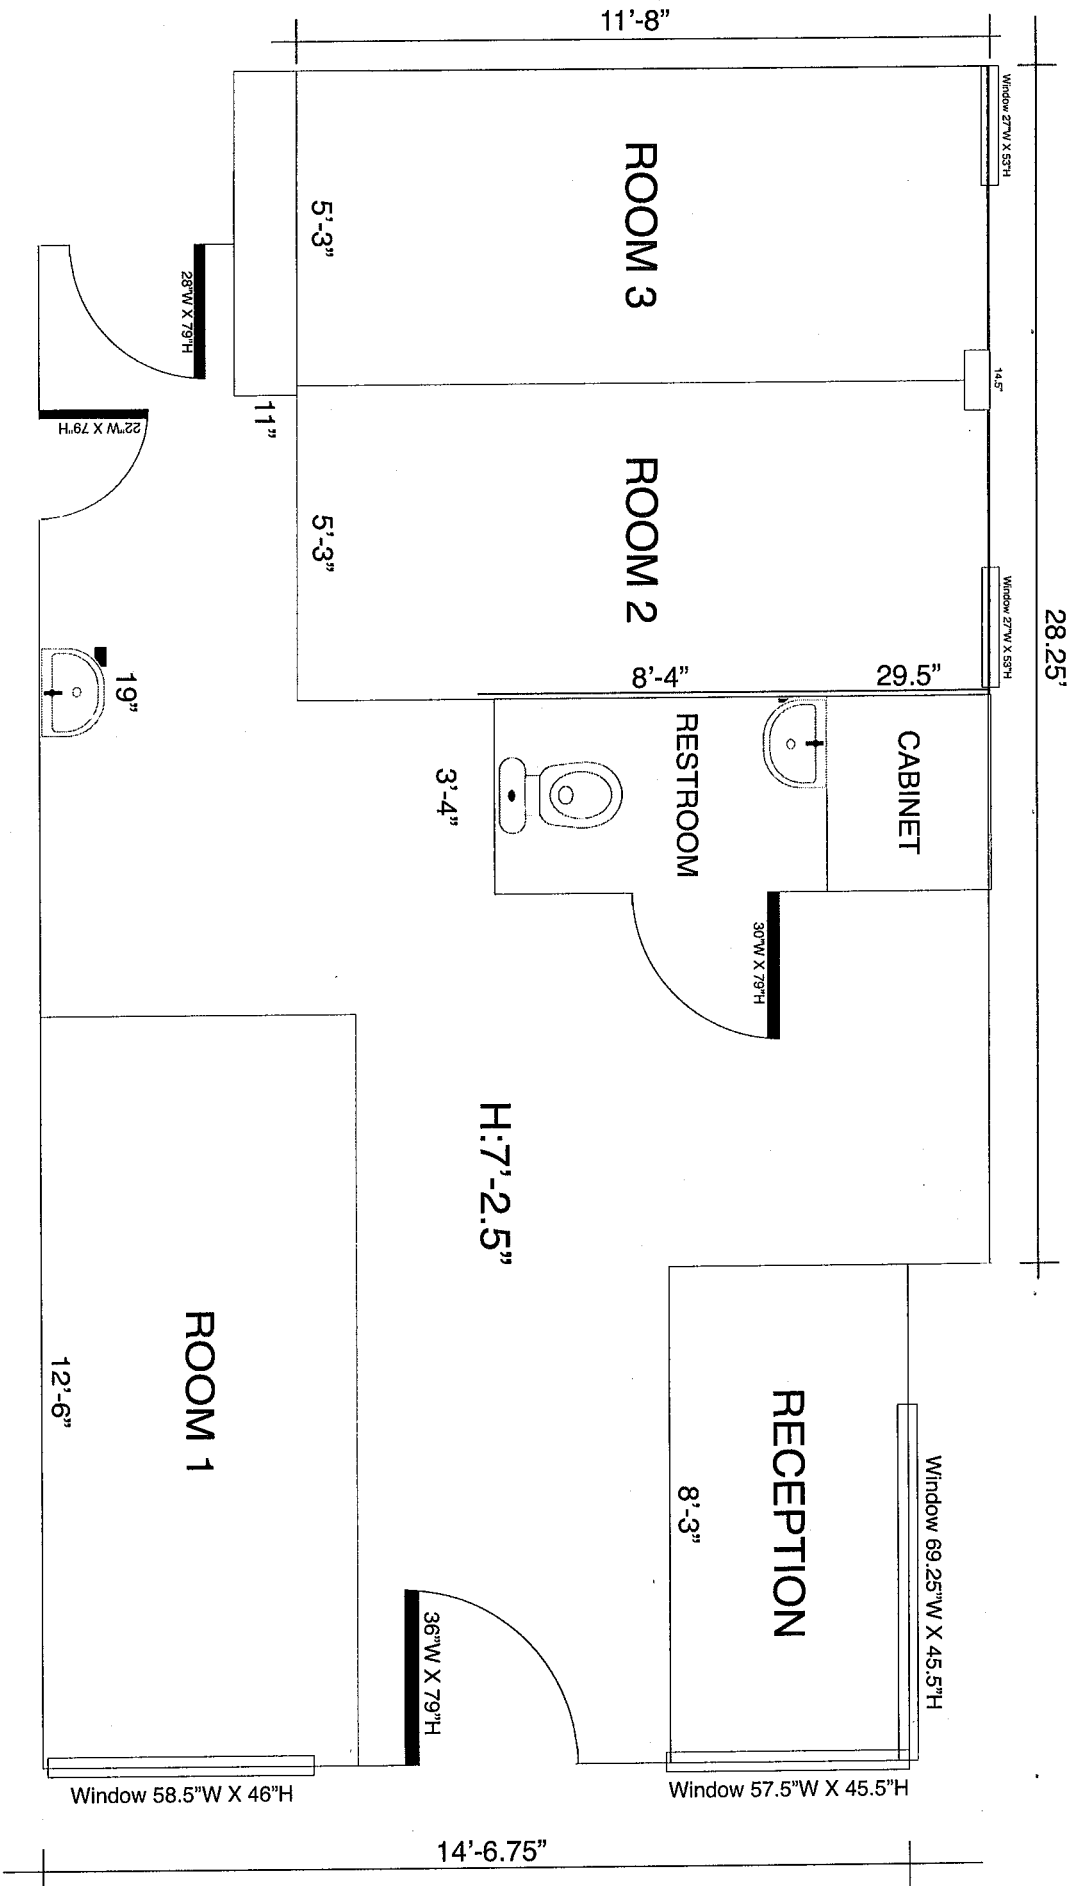 11'-8"
Window 27"W X 53"H
ROOM 3
5'-3"
28"W X 79"H
14.5"
22"W X 79"H
11"
28.25'
ROOM 2
5'-3"
Window 27"W X 53"H
8'-4"
29.5"
19"
RESTROOM
CABINET
3'-4"
30"W X 79"H
H:7'-2.5"
ROOM 1
12'-6"
RECEPTION
8'-3"
Window 69.25"W X 45.5"H
36"W X 79"H
Window 58.5"W X 46"H
Window 57.5"W X 45.5"H
14'-6.75"